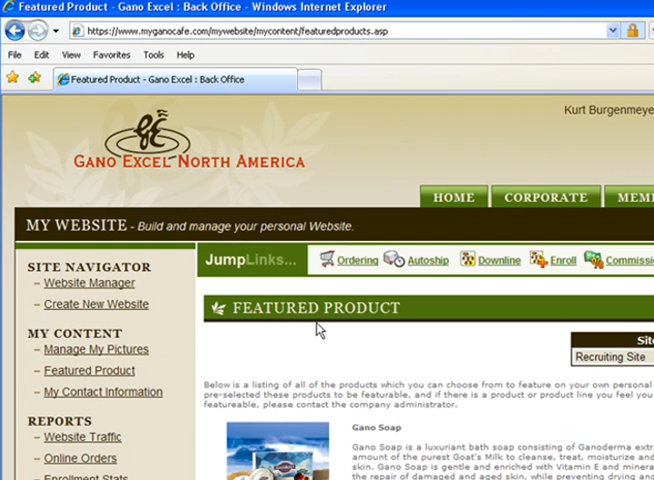 Featured Product - Gano Excel : Back Office - Windows Internet Explorer
https://www.myganocafe.com/mywebsite/mycontent/featuredproducts.asp
File Edit View Favorites Tools Help
Featured Product - Gano Excel : Back Office
Kurt Burgenmeye
GANO EXCEL NORTH AMERICA
HOME CORPORATE MEM
MY WEBSITE - Build and manage your personal Website.
SITE NAVIGATOR
– Website Manager
– Create New Website
MY CONTENT
– Manage My Pictures
– Featured Product
– My Contact Information
REPORTS
– Website Traffic
– Online Orders
– Enrollment Stats
JumpLinks... Ordering Autoship Downline Enroll Commissi
FEATURED PRODUCT
Sit
Recruiting Site
Below is a listing of all of the products which you can choose from to feature on your own personal
pre-selected these products to be featurable, and if there is a product or product line you feel you
featureable, please contact the company administrator.
Gano Soap
Gano Soap is a luxuriant bath soap consisting of Ganoderma extr
amount of the purest Goat's Milk to cleanse, treat, moisturize and
skin. Gano Soap is gentle and enriched with Vitamin E and minera
the repair of damaged and aged skin, while preventing drying and